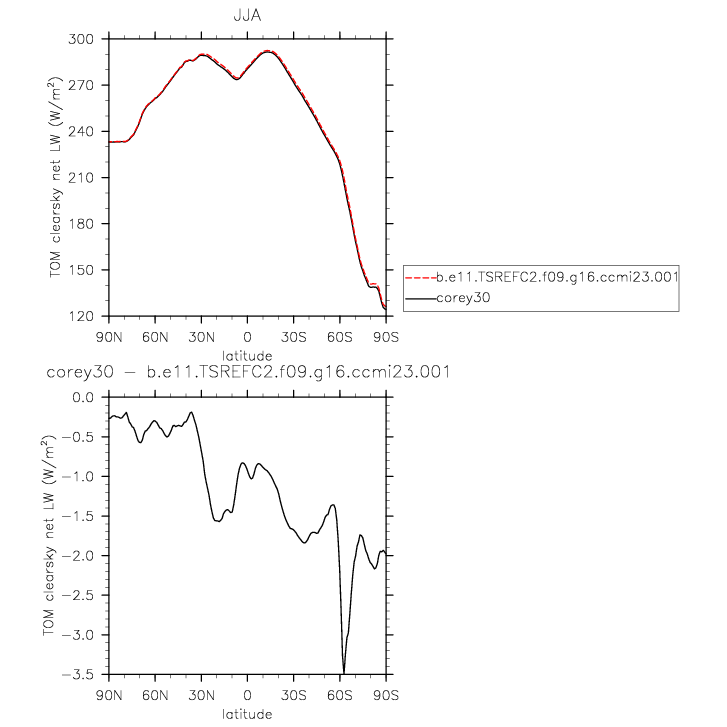 JJA
TOM clearsky net LW (W/m²)
300
270
240
210
180
150
120
90N 60N 30N 0 30S 60S 90S
latitude
b.e11.TSREFC2.f09.g16.ccmi23.001
corey30
corey30 − b.e11.TSREFC2.f09.g16.ccmi23.001
TOM clearsky net LW (W/m²)
0.0
−0.5
−1.0
−1.5
−2.0
−2.5
−3.0
−3.5
90N 60N 30N 0 30S 60S 90S
latitude